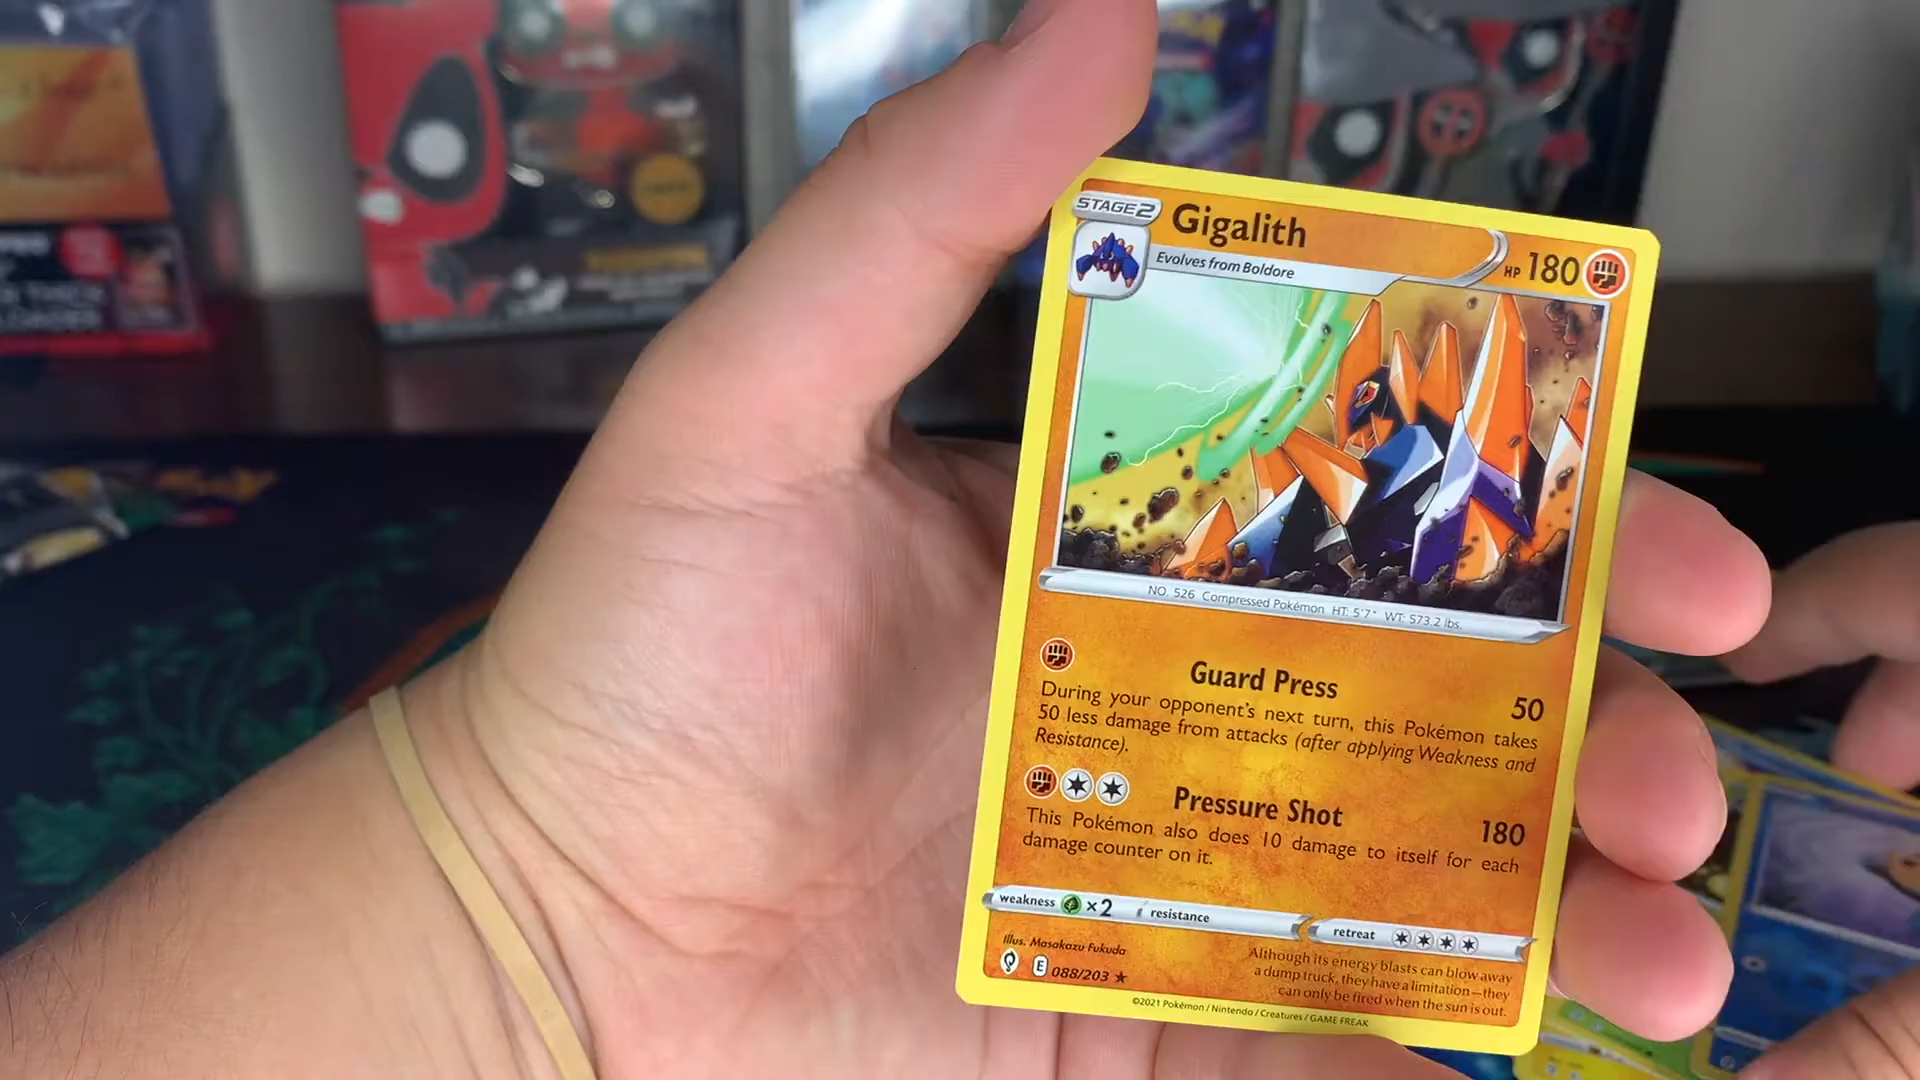 STAGE2
Gigalith
HP 180
Evolves from Boldore
NO. 526 Compressed Pokémon HT: 5'7" WT: 573.2 lbs.
Guard Press
50
During your opponent's next turn, this Pokémon takes
50 less damage from attacks (after applying Weakness and
Resistance).
Pressure Shot
180
This Pokémon also does 10 damage to itself for each
damage counter on it.
weakness ×2 resistance
retreat
Illus. Masakazu Fukuda
E 088/203 ★
Although its energy blasts can blow away
a dump truck, they have a limitation—they
can only be fired when the sun is out.
©2021 Pokémon / Nintendo / Creatures / GAME FREAK